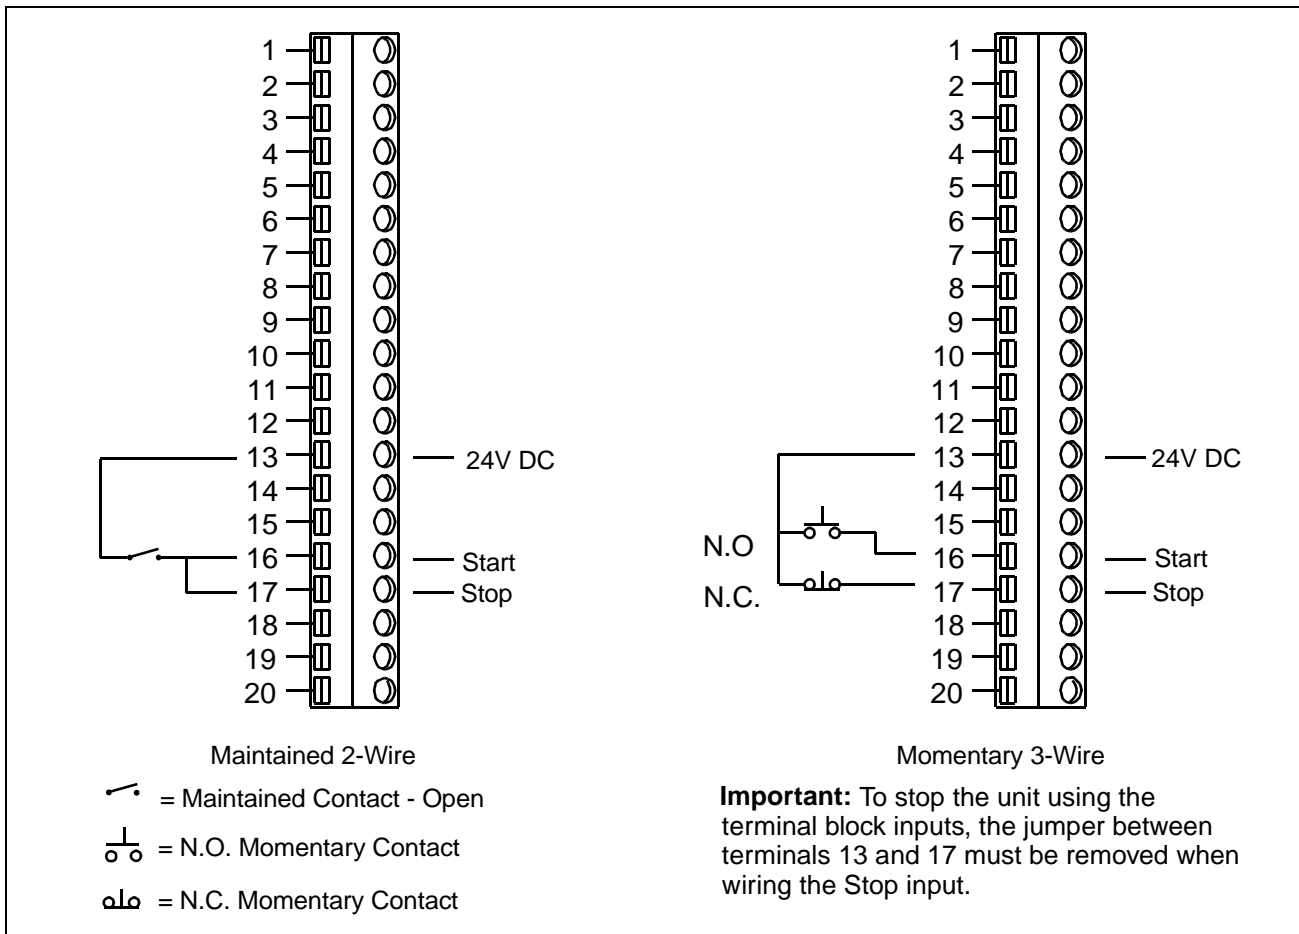 1
2
3
4
5
6
7
8
9
10
11
12
13
14
15
16
17
18
19
20
24V DC
Start
Stop
Maintained 2-Wire
= Maintained Contact - Open
= N.O. Momentary Contact
= N.C. Momentary Contact
1
2
3
4
5
6
7
8
9
10
11
12
13
14
15
16
17
18
19
20
N.O
N.C.
24V DC
Start
Stop
Momentary 3-Wire
Important: To stop the unit using the
terminal block inputs, the jumper between
terminals 13 and 17 must be removed when
wiring the Stop input.